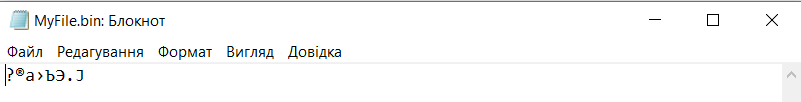 MyFile.bin: Блокнот
Файл Редагування Формат Вигляд Довідка
?®a›ЪЭ.Ј